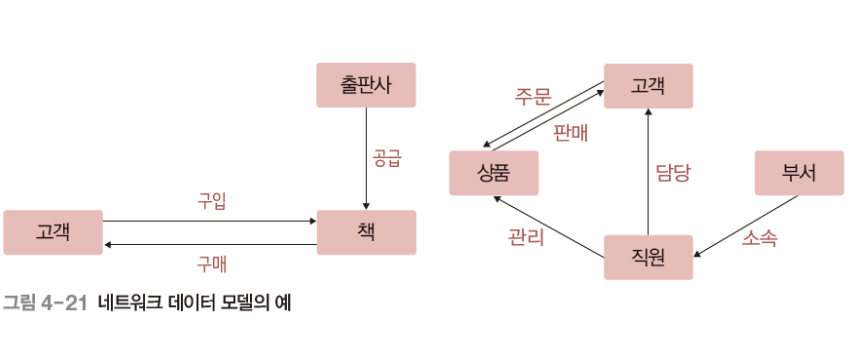 출판사
공급
구입
고객
책
구매
그림 4-21 네트워크 데이터 모델의 예
고객
주문
판매
상품
담당
부서
관리
직원
소속